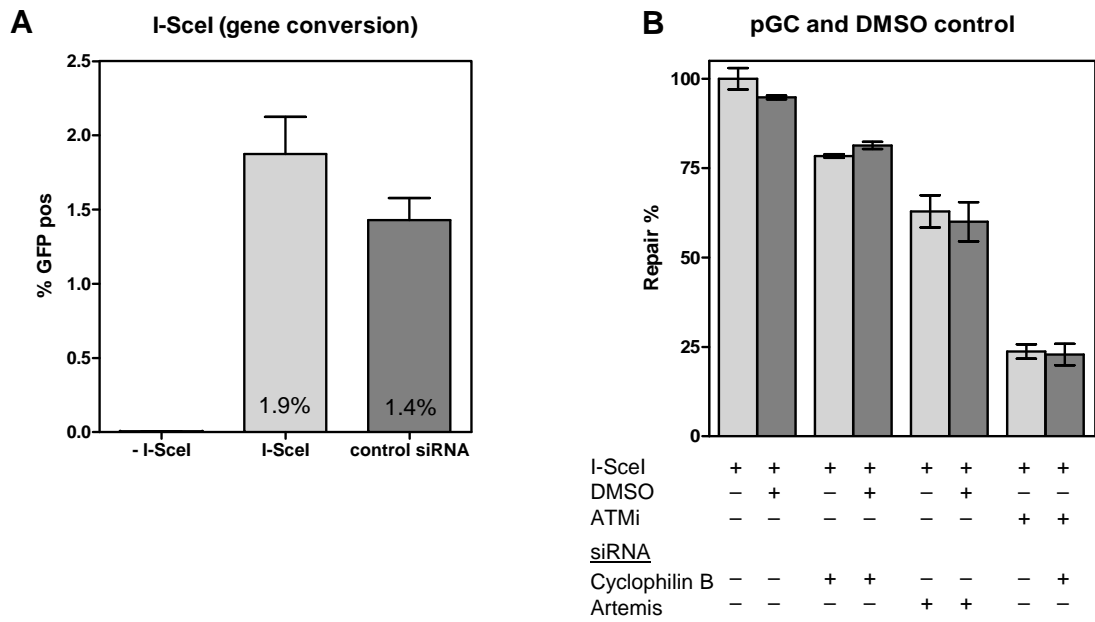 A
I-SceI (gene conversion)
% GFP pos
2.5
2.0
1.5
1.0
0.5
0.0
1.9%
1.4%
- I-SceI
I-SceI
control siRNA
B
pGC and DMSO control
Repair %
100
75
50
25
0
I-SceI + + + + + + + +
DMSO – + – + – + – –
ATMi – – – – – – + +
siRNA
Cyclophilin B – – + + – – – +
Artemis – – – – + + – –